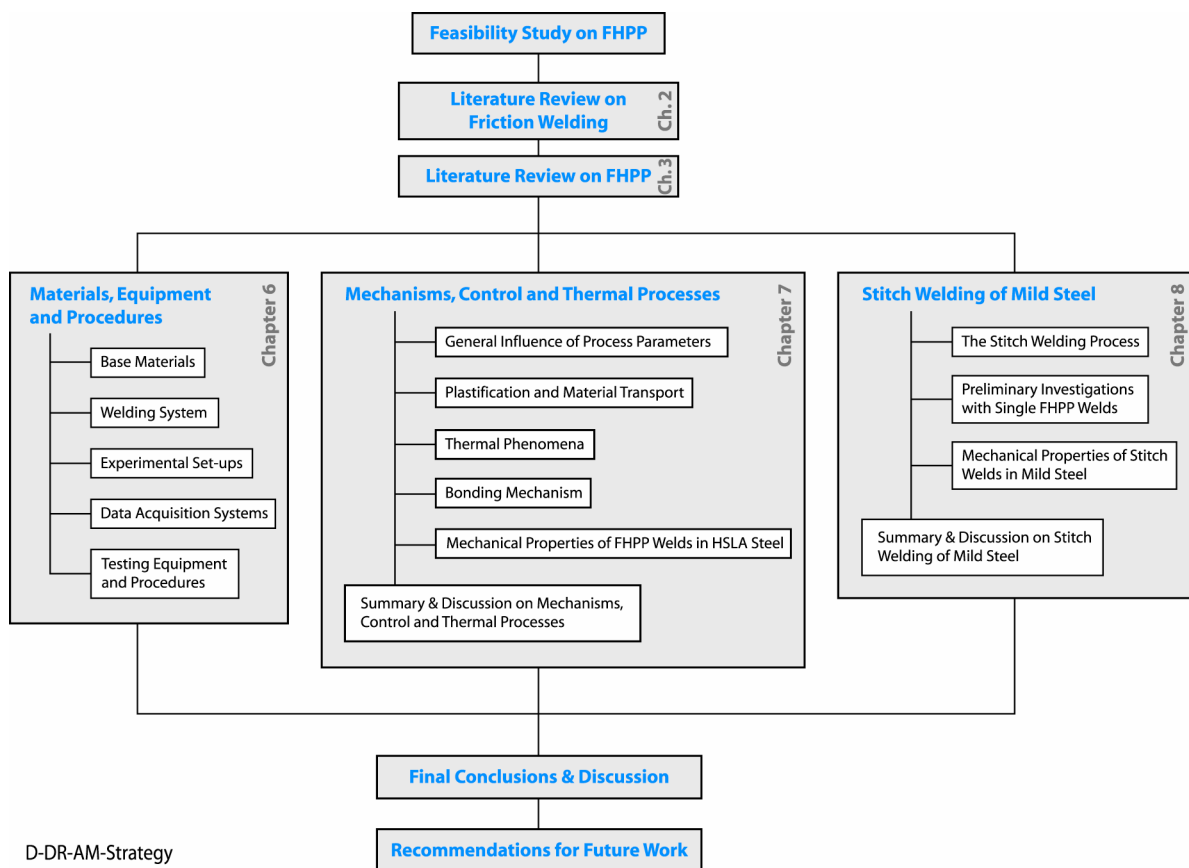 Feasibility Study on FHPP
Literature Review on
Friction Welding
Ch. 2
Literature Review on FHPP
Ch.3
Materials, Equipment
and Procedures
Chapter 6
Base Materials
Welding System
Experimental Set-ups
Data Acquisition Systems
Testing Equipment
and Procedures
Mechanisms, Control and Thermal Processes
Chapter 7
General Influence of Process Parameters
Plastification and Material Transport
Thermal Phenomena
Bonding Mechanism
Mechanical Properties of FHPP Welds in HSLA Steel
Summary & Discussion on Mechanisms,
Control and Thermal Processes
Stitch Welding of Mild Steel
Chapter 8
The Stitch Welding Process
Preliminary Investigations
with Single FHPP Welds
Mechanical Properties of Stitch
Welds in Mild Steel
Summary & Discussion on Stitch
Welding of Mild Steel
Final Conclusions & Discussion
Recommendations for Future Work
D-DR-AM-Strategy